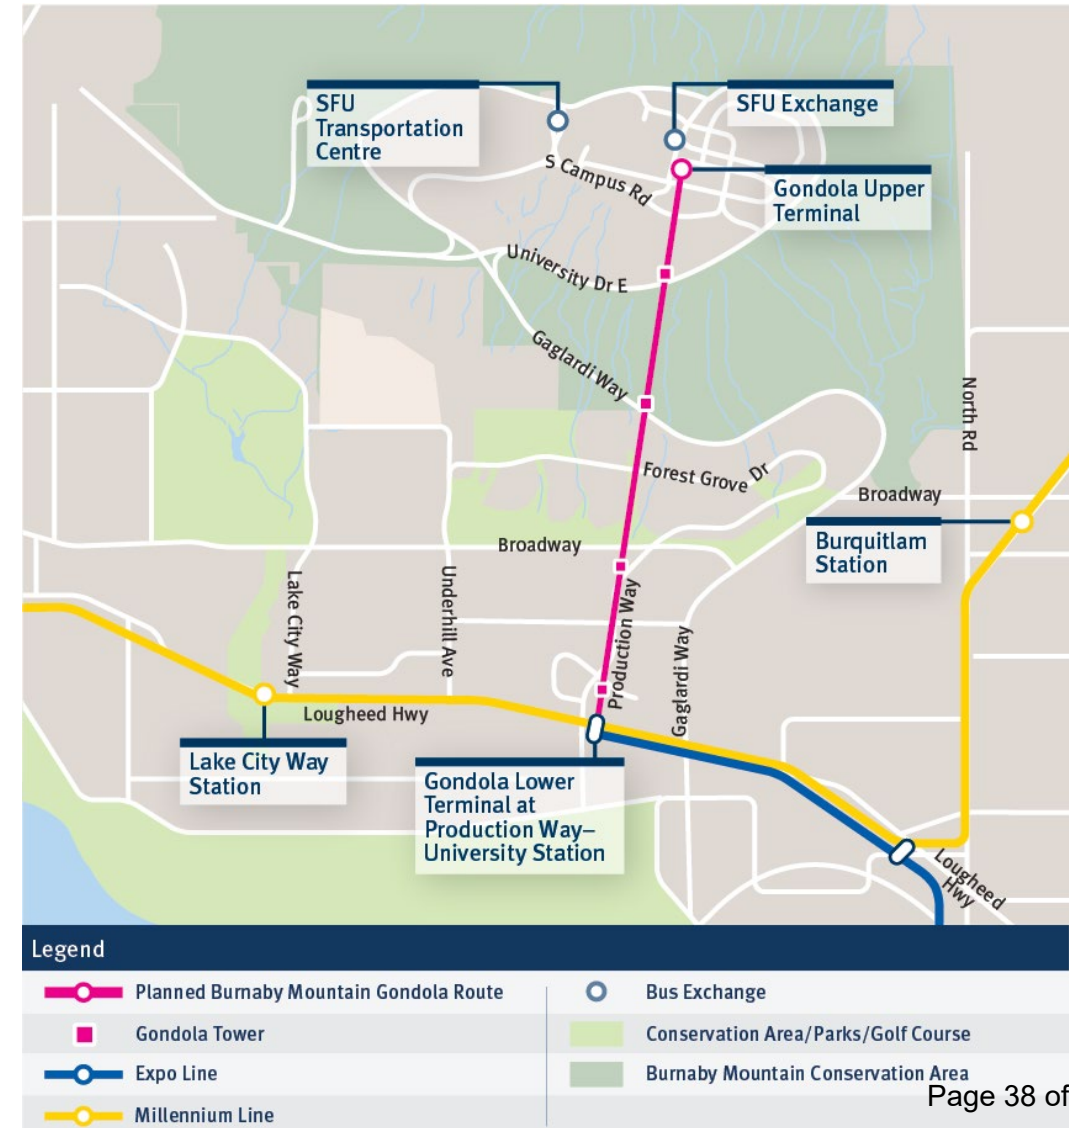 SFU
Transportation
Centre
SFU Exchange
S Campus Rd
Gondola Upper
Terminal
University Dr E
Gaglardi Way
North Rd
Forest Grove Dr
Broadway
Burquitlam
Station
Broadway
Lake City Way
Underhill Ave
Production Way
Gaglardi Way
Lougheed Hwy
Lake City Way
Station
Gondola Lower
Terminal at
Production Way–
University Station
Lougheed
Hwy
Legend
Planned Burnaby Mountain Gondola Route
Bus Exchange
Gondola Tower
Conservation Area/Parks/Golf Course
Expo Line
Burnaby Mountain Conservation Area
Millennium Line
Page 38 of